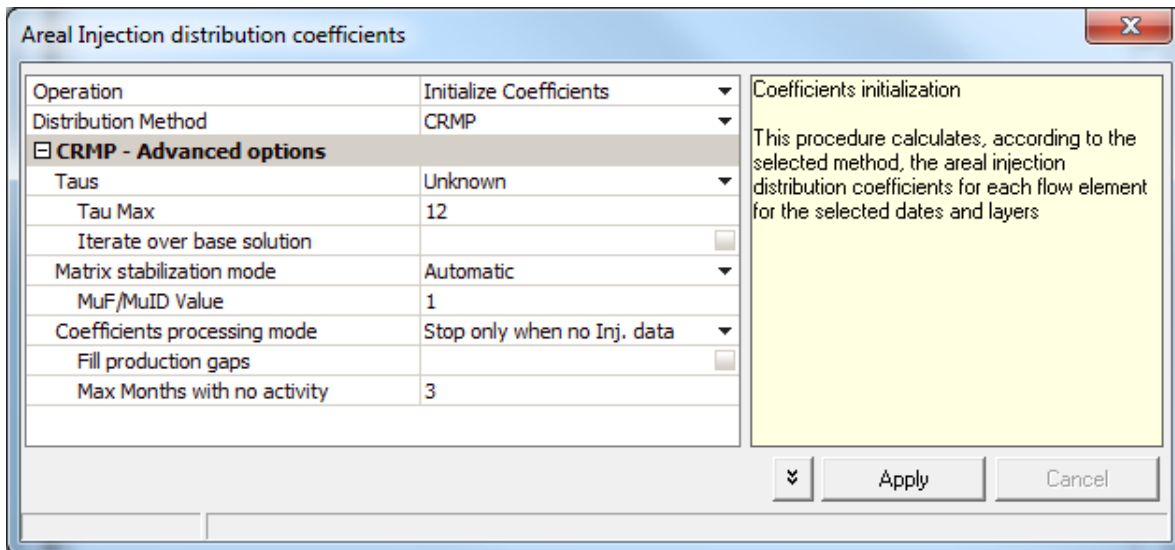 Areal Injection distribution coefficients
Operation Initialize Coefficients
Distribution Method CRMP
CRMP - Advanced options
Taus Unknown
Tau Max 12
Iterate over base solution
Matrix stabilization mode Automatic
MuF/MuID Value 1
Coefficients processing mode Stop only when no Inj. data
Fill production gaps
Max Months with no activity 3
Coefficients initialization
This procedure calculates, according to the
selected method, the areal injection
distribution coefficients for each flow element
for the selected dates and layers
Apply Cancel